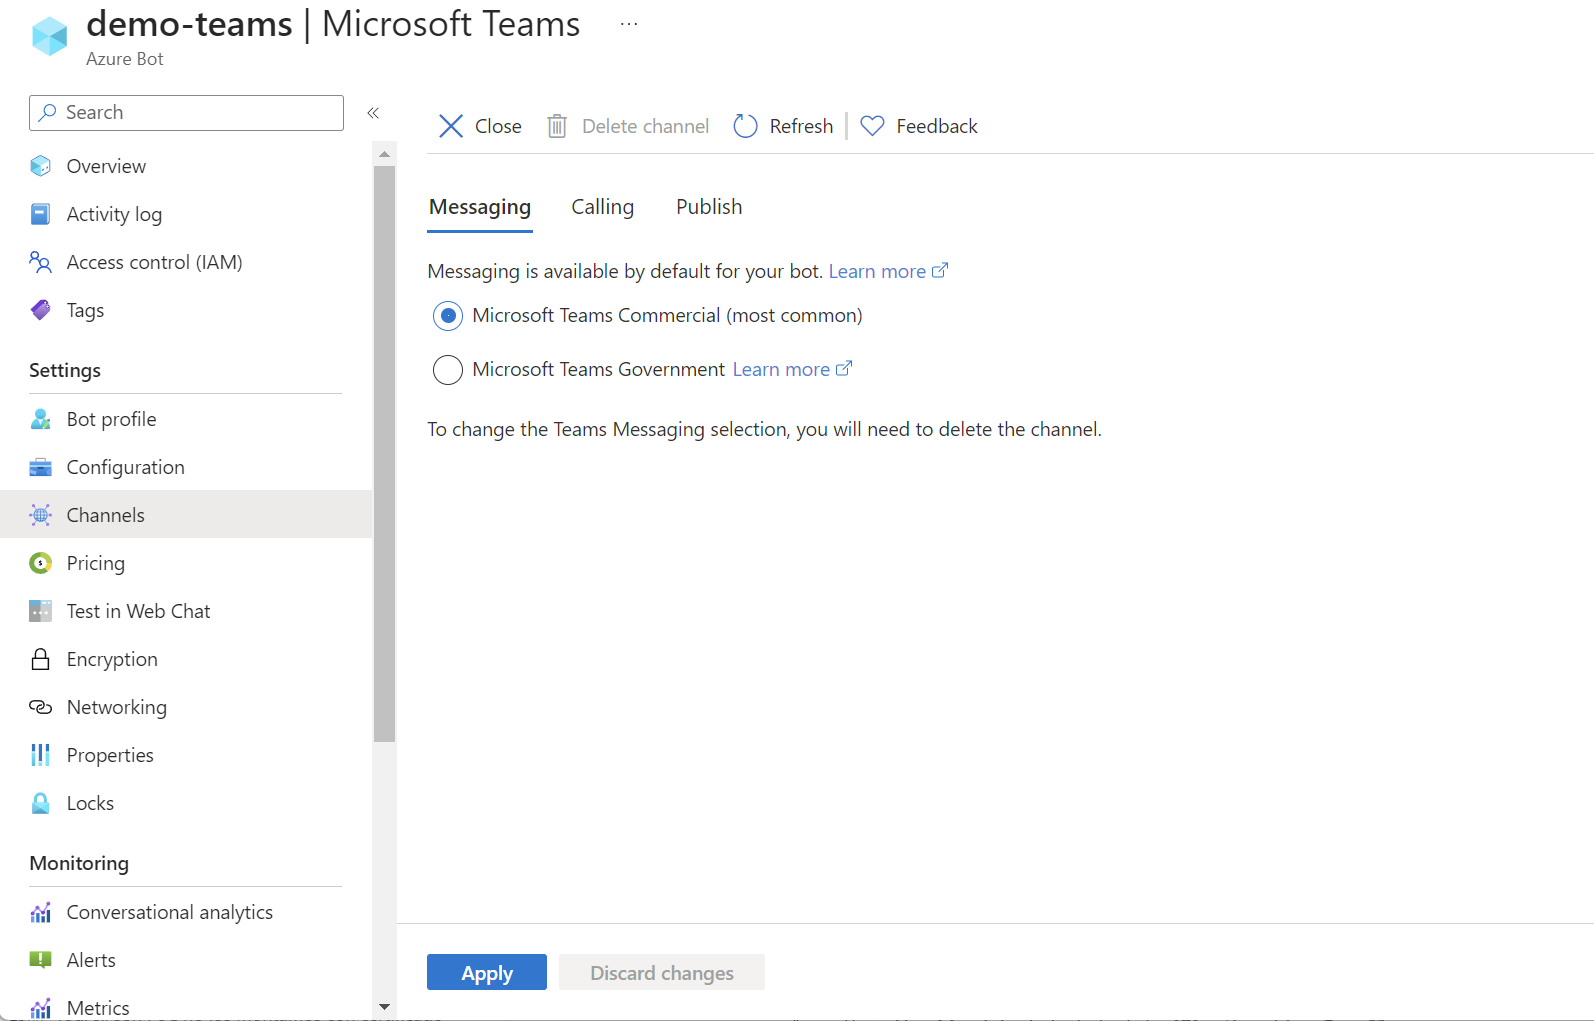 demo-teams | Microsoft Teams ...
Azure Bot
Search
«
Overview
Activity log
Access control (IAM)
Tags
Settings
Bot profile
Configuration
Channels
Pricing
Test in Web Chat
Encryption
Networking
Properties
Locks
Monitoring
Conversational analytics
Alerts
Metrics
Close Delete channel Refresh Feedback
Messaging Calling Publish
Messaging is available by default for your bot. Learn more
Microsoft Teams Commercial (most common)
Microsoft Teams Government Learn more
To change the Teams Messaging selection, you will need to delete the channel.
Apply Discard changes